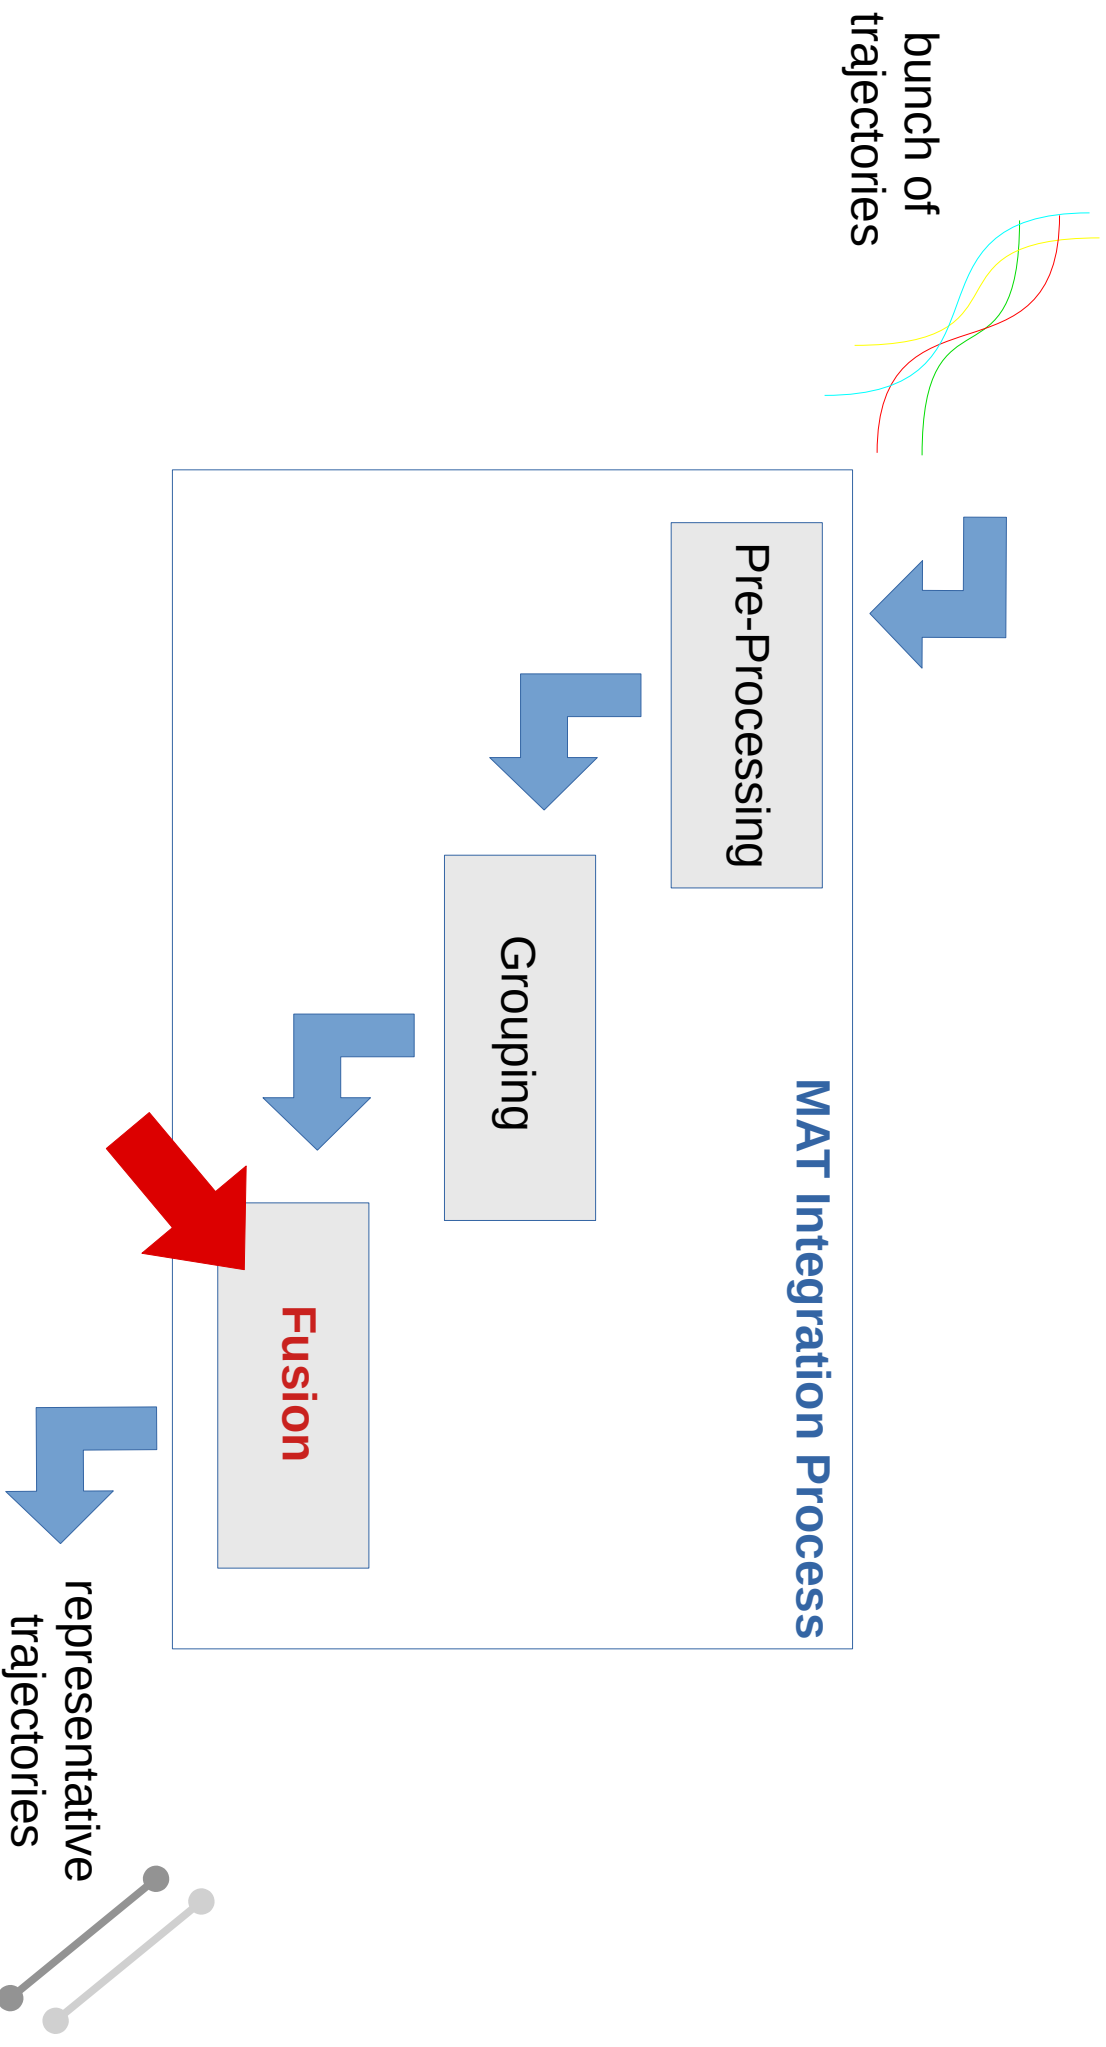 bunch of
trajectories
MAT Integration Process
Pre-Processing
Grouping
Fusion
representative
trajectories